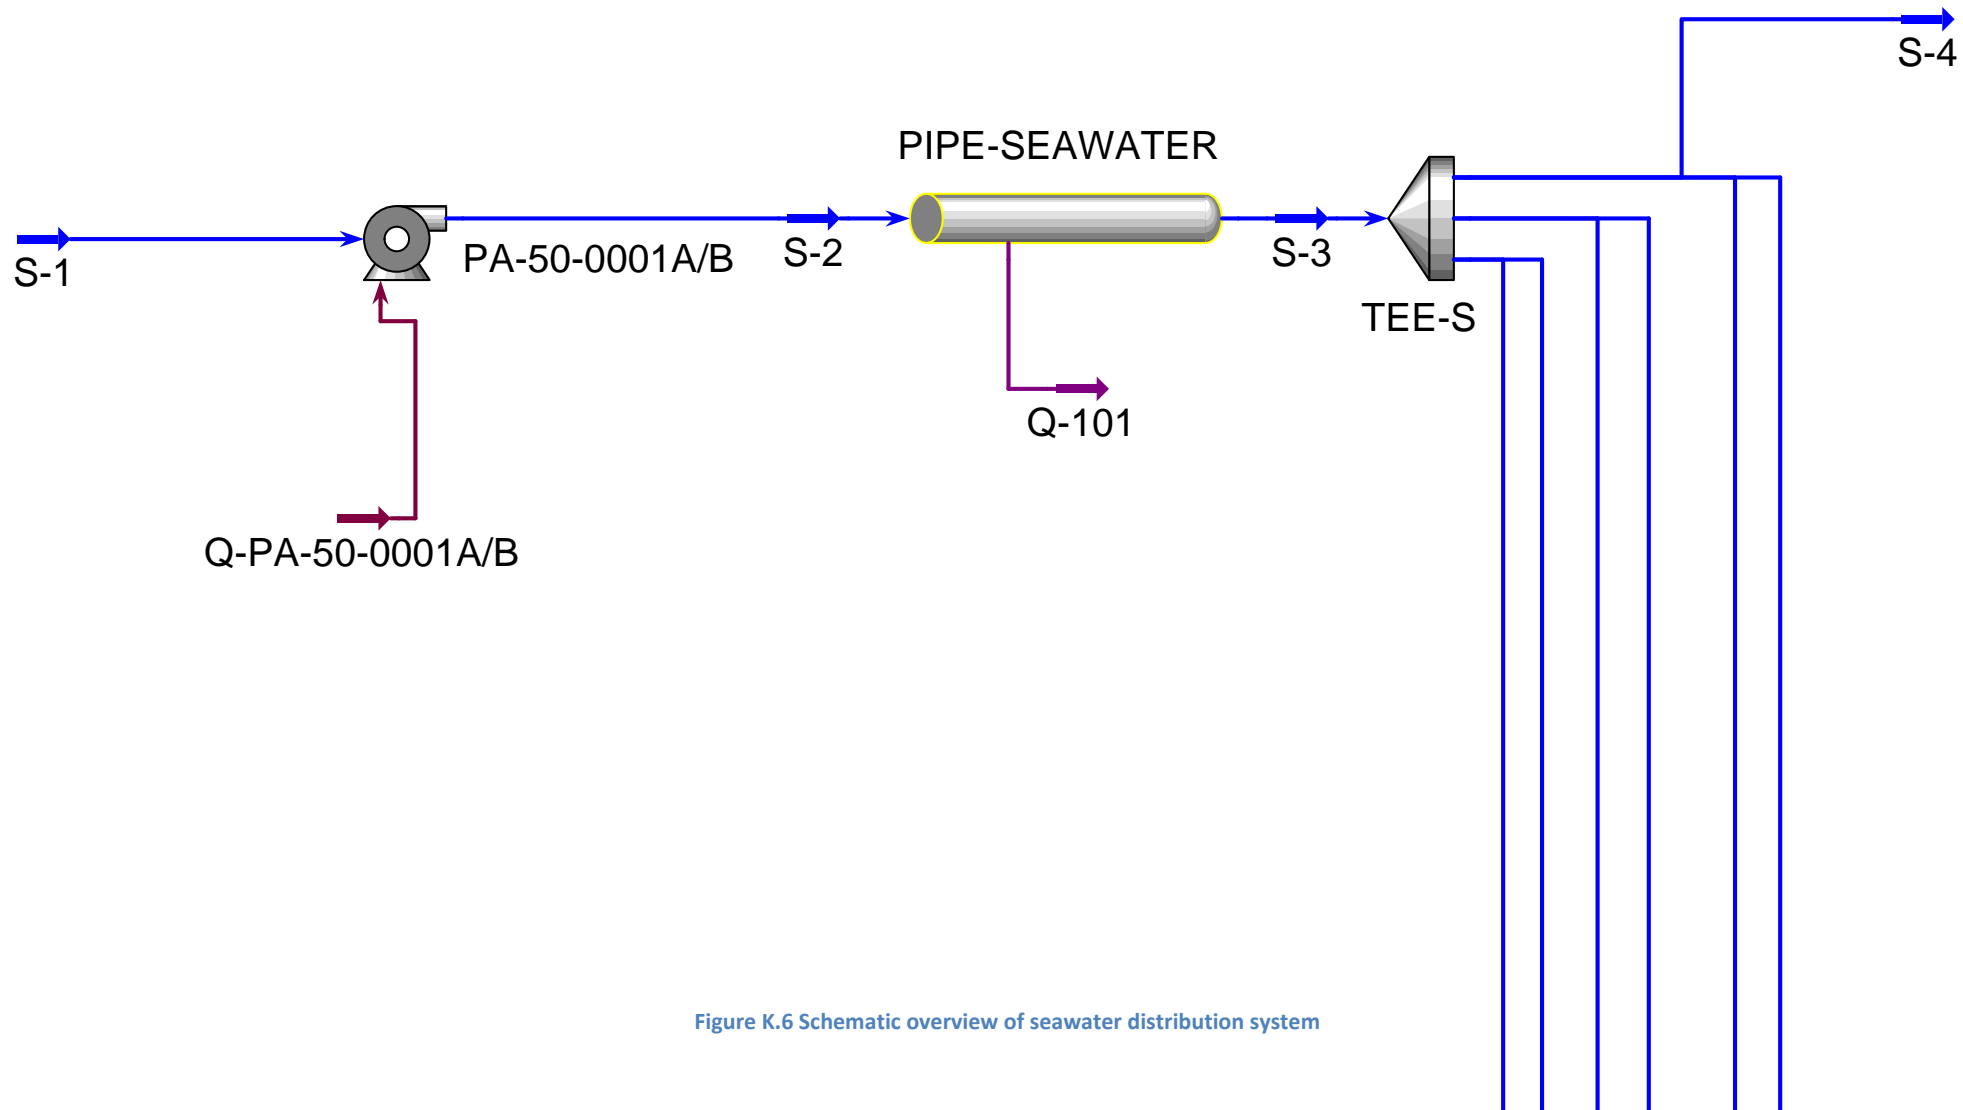 S-4
PIPE-SEAWATER
S-1
PA-50-0001A/B
S-2
S-3
TEE-S
Q-101
Q-PA-50-0001A/B
Figure K.6 Schematic overview of seawater distribution system